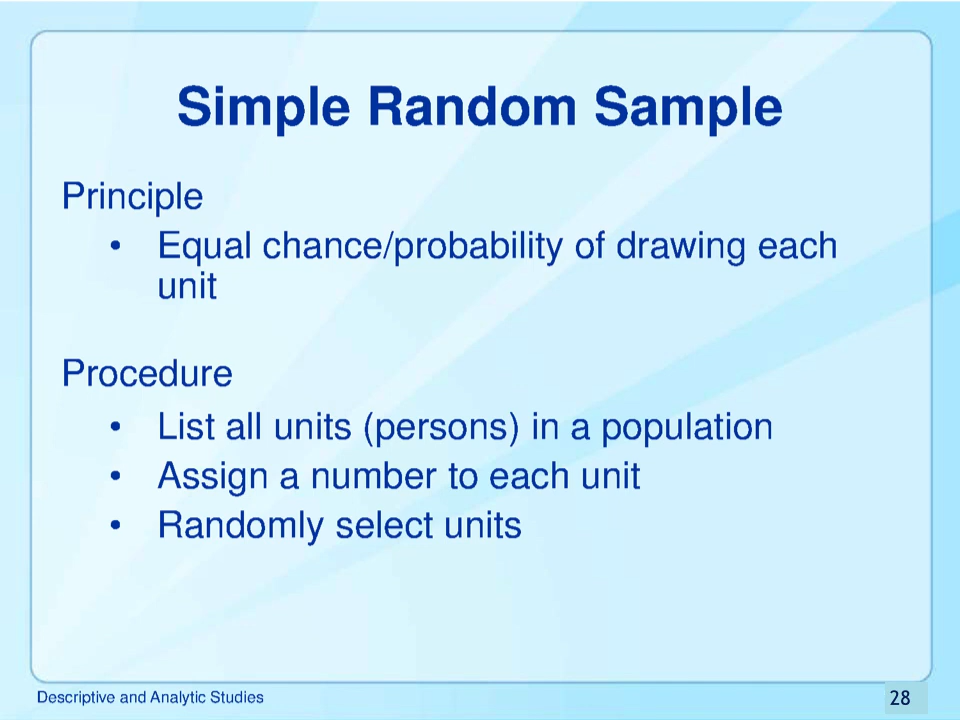 Simple Random Sample
Principle
• Equal chance/probability of drawing each
unit
Procedure
• List all units (persons) in a population
• Assign a number to each unit
• Randomly select units
Descriptive and Analytic Studies
28